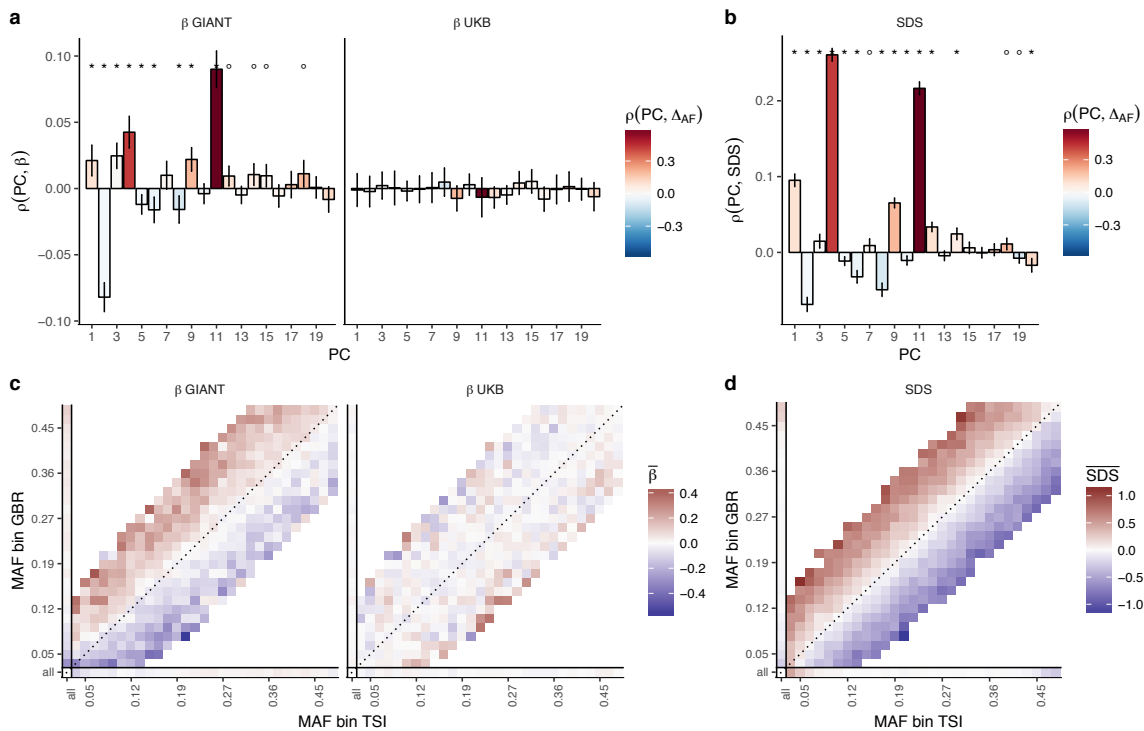 a
β GIANT
β UKB
ρ(PC, β)
0.10
0.05
0.00
−0.05
−0.10
* * * * * * * * * o o o o
1 3 5 7 9 11 13 15 17 19
1 3 5 7 9 11 13 15 17 19
PC
ρ(PC, Δ_AF)
0.3
0.0
−0.3
b
SDS
ρ(PC, SDS)
0.2
0.1
0.0
* * * * * * o * * * * * * o o *
1 3 5 7 9 11 13 15 17 19
PC
ρ(PC, Δ_AF)
0.3
0.0
−0.3
c
β GIANT
β UKB
MAF bin GBR
0.45
0.36
0.27
0.19
0.12
0.05
all
all 0.05 0.12 0.19 0.27 0.36 0.45
all 0.05 0.12 0.19 0.27 0.36 0.45
MAF bin TSI
β̅
0.4
0.2
0.0
−0.2
−0.4
d
SDS
MAF bin GBR
0.45
0.36
0.27
0.19
0.12
0.05
all
all 0.05 0.12 0.19 0.27 0.36 0.45
MAF bin TSI
S̅D̅S̅
1.0
0.5
0.0
−0.5
−1.0